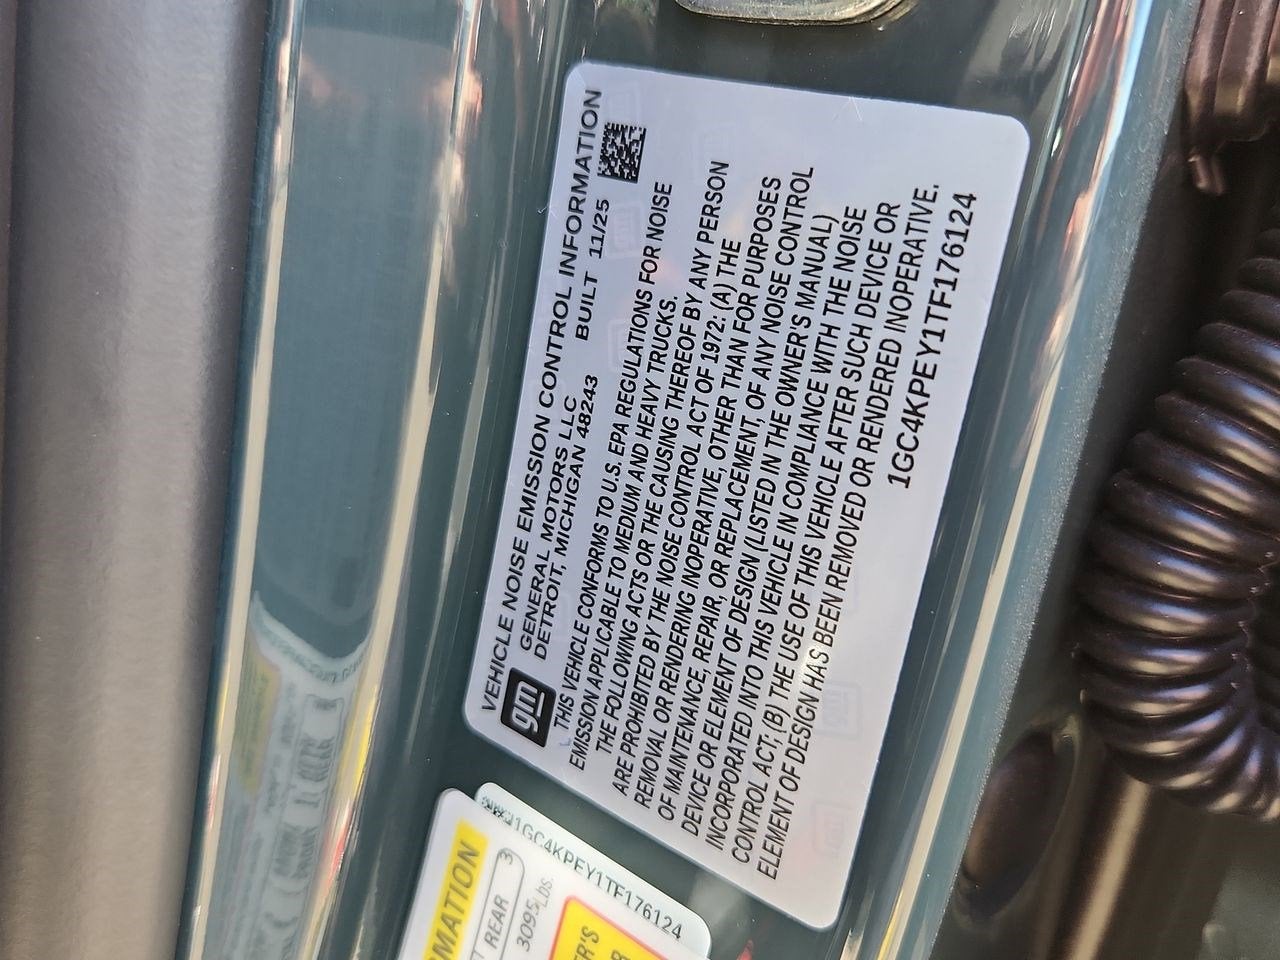 VEHICLE NOISE EMISSION CONTROL INFORMATION
gm
GENERAL MOTORS LLC
DETROIT, MICHIGAN 48243 BUILT 11/25
THIS VEHICLE CONFORMS TO U.S. EPA REGULATIONS FOR NOISE
EMISSION APPLICABLE TO MEDIUM AND HEAVY TRUCKS.
THE FOLLOWING ACTS OR THE CAUSING THEREOF BY ANY PERSON
ARE PROHIBITED BY THE NOISE CONTROL ACT OF 1972: (A) THE
REMOVAL OR RENDERING INOPERATIVE, OTHER THAN FOR PURPOSES
OF MAINTENANCE, REPAIR, OR REPLACEMENT, OF ANY NOISE CONTROL
DEVICE OR ELEMENT OF DESIGN (LISTED IN THE OWNER'S MANUAL)
INCORPORATED INTO THIS VEHICLE IN COMPLIANCE WITH THE NOISE
CONTROL ACT; (B) THE USE OF THIS VEHICLE AFTER SUCH DEVICE OR
ELEMENT OF DESIGN HAS BEEN REMOVED OR RENDERED INOPERATIVE.
1GC4KPEY1TF176124
1GC4KPEY1TF176124
RMATION
REAR 3
3095Lbs.
ER'S